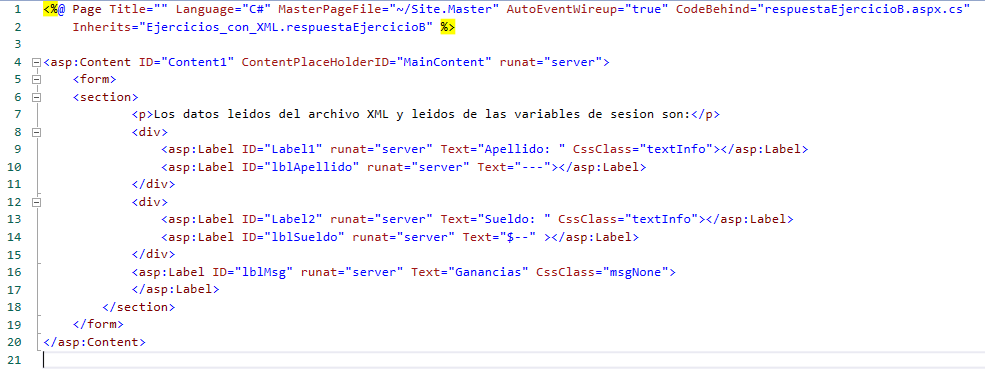 1 <%@ Page Title="" Language="C#" MasterPageFile="~/Site.Master" AutoEventWireup="true" CodeBehind="respuestaEjercicioB.aspx.cs"
2 Inherits="Ejercicios_con_XML.respuestaEjercicioB" %>
3
4 <asp:Content ID="Content1" ContentPlaceHolderID="MainContent" runat="server">
5 <form>
6 <section>
7 <p>Los datos leidos del archivo XML y leidos de las variables de sesion son:</p>
8 <div>
9 <asp:Label ID="Label1" runat="server" Text="Apellido: " CssClass="textInfo"></asp:Label>
10 <asp:Label ID="lblApellido" runat="server" Text="---"></asp:Label>
11 </div>
12 <div>
13 <asp:Label ID="Label2" runat="server" Text="Sueldo: " CssClass="textInfo"></asp:Label>
14 <asp:Label ID="lblSueldo" runat="server" Text="$--" ></asp:Label>
15 </div>
16 <asp:Label ID="lblMsg" runat="server" Text="Ganancias" CssClass="msgNone">
17 </asp:Label>
18 </section>
19 </form>
20 </asp:Content>
21